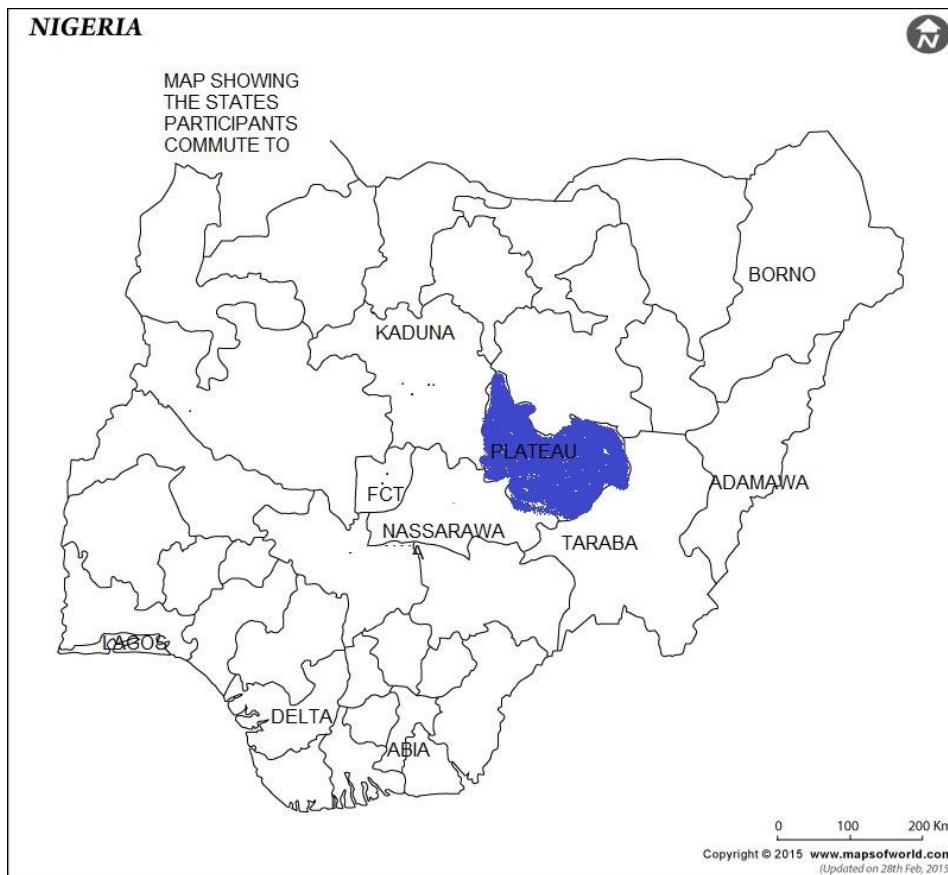 NIGERIA
N
MAP SHOWING
THE STATES
PARTICIPANTS
COMMUTE TO
BORNO
KADUNA
PLATEAU
ADAMAWA
FCT
NASSARAWA
TARABA
LAGOS
DELTA
ABIA
0 100 200 Km
Copyright © 2015 www.mapsofworld.com
(Updated on 28th Feb, 2015)